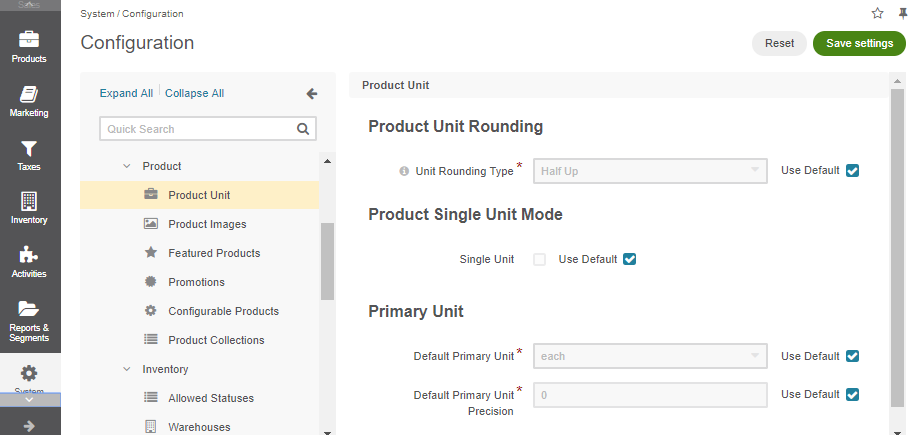 Sales
Products
Marketing
Taxes
Inventory
Activities
Reports &
Segments
System
System / Configuration
Configuration
Reset
Save settings
Expand All
Collapse All
Quick Search
Product
Product Unit
Product Images
Featured Products
Promotions
Configurable Products
Product Collections
Inventory
Allowed Statuses
Warehouses
Product Unit
Product Unit Rounding
Unit Rounding Type *
Half Up
Use Default
Product Single Unit Mode
Single Unit
Use Default
Primary Unit
Default Primary Unit *
each
Use Default
Default Primary Unit *
Precision
0
Use Default